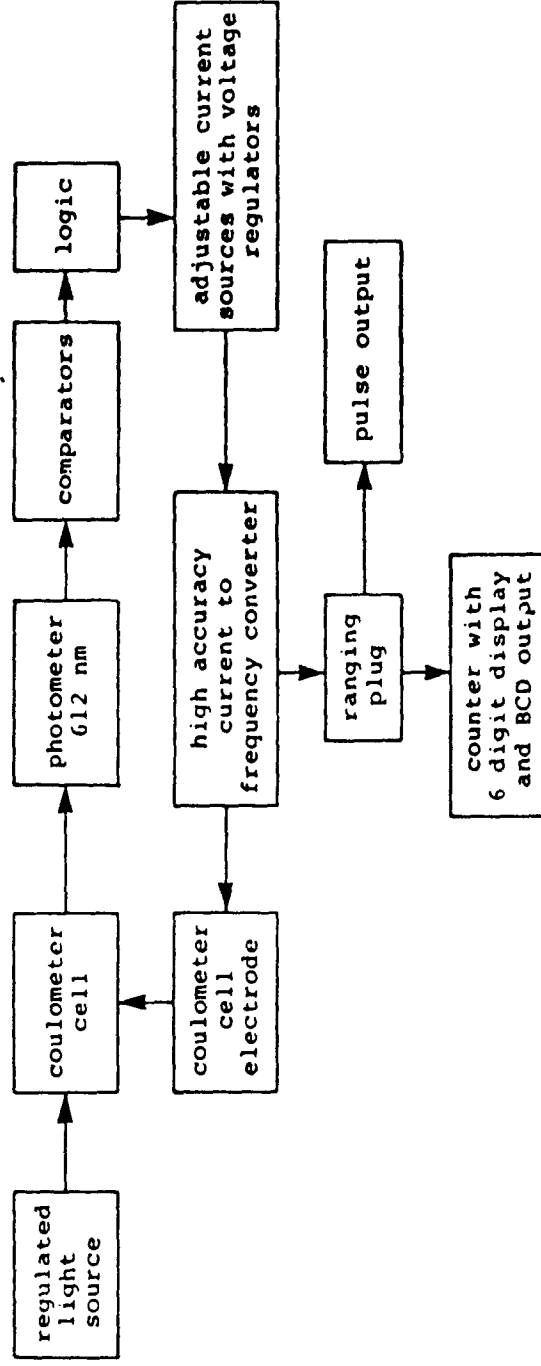 regulated
light
source
coulometer
cell
photometer
612 nm
comparators
logic
coulometer
cell
electrode
high accuracy
current to
frequency converter
adjustable current
sources with voltage
regulators
ranging
plug
pulse output
counter with
6 digit display
and BCD output